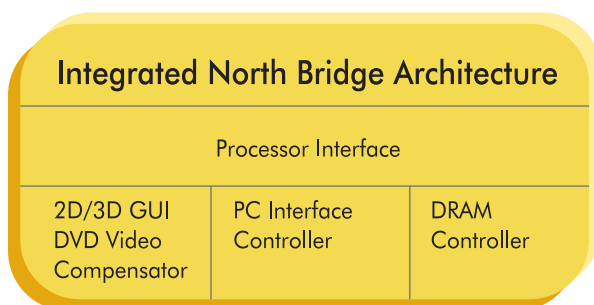 Integrated North Bridge Architecture
Processor Interface
2D/3D GUI
DVD Video
Compensator
PC Interface
Controller
DRAM
Controller